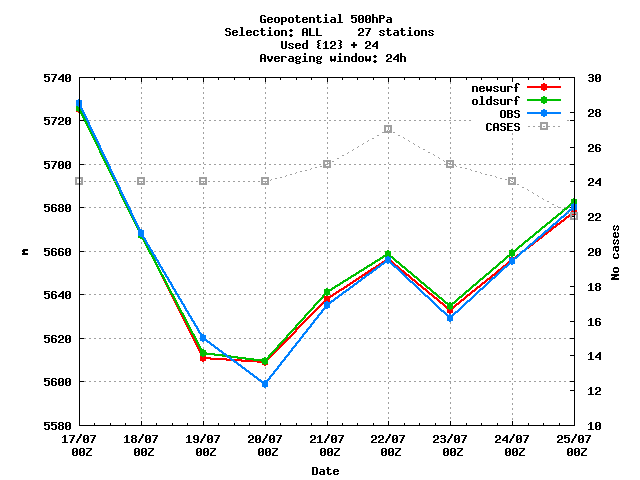 Geopotential 500hPa
Selection: ALL     27 stations
Used {12} + 24
Averaging window: 24h
5740
5720
5700
5680
5660
5640
5620
5600
5580
m
newsurf
oldsurf
OBS
CASES
30
28
26
24
22
20
18
16
14
12
10
No cases
17/07 18/07 19/07 20/07 21/07 22/07 23/07 24/07 25/07
00Z 00Z 00Z 00Z 00Z 00Z 00Z 00Z 00Z
Date